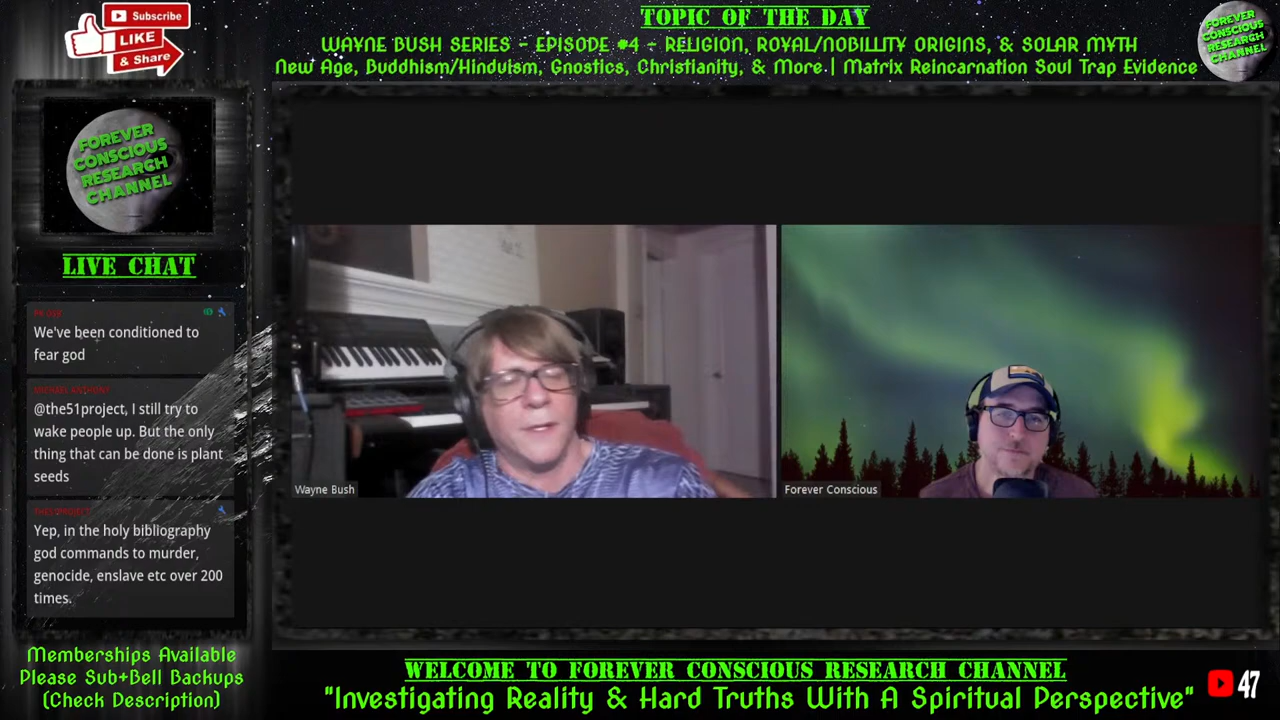 Subscribe
LIKE
& Share
TOPIC OF THE DAY
WAYNE BUSH SERIES - EPISODE #4 - RELIGION, ROYAL/NOBILLITY ORIGINS, & SOLAR MYTH
New Age, Buddhism/Hinduism, Gnostics, Christianity, & More | Matrix Reincarnation Soul Trap Evidence
FOREVER
CONSCIOUS
RESEARCH
CHANNEL
FOREVER
CONSCIOUS
RESEARCH
CHANNEL
LIVE CHAT
We've been conditioned to
fear god
MICHAEL ANTHONY
@the51project, I still try to
wake people up. But the only
thing that can be done is plant
seeds
THE51PROJECT
Yep, in the holy bibliography
god commands to murder,
genocide, enslave etc over 200
times.
Wayne Bush
Forever Conscious
Memberships Available
Please Sub+Bell Backups
(Check Description)
WELCOME TO FOREVER CONSCIOUS RESEARCH CHANNEL
"Investigating Reality & Hard Truths With A Spiritual Perspective"
47